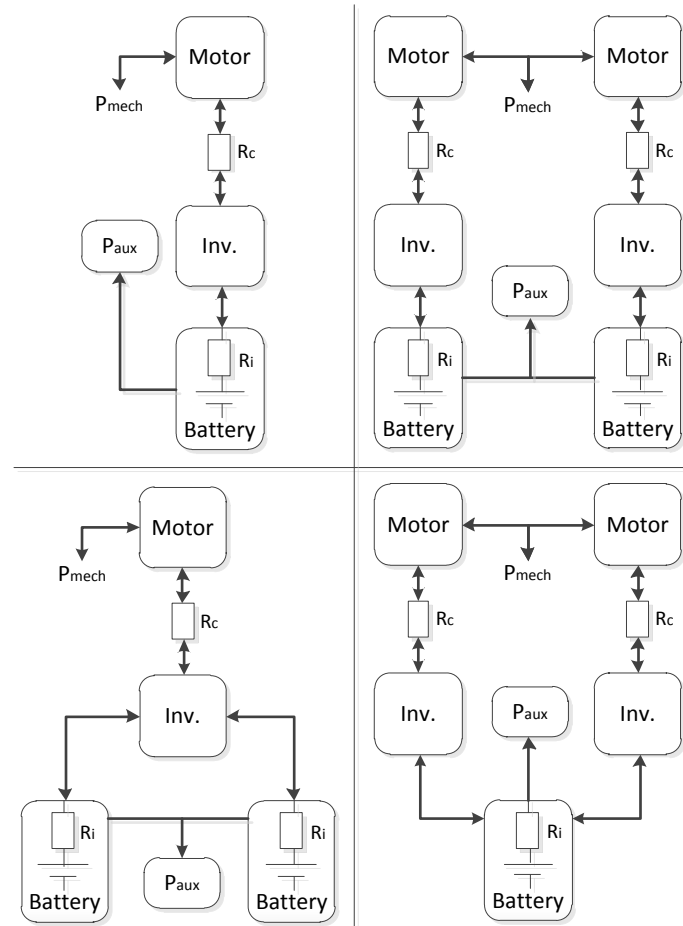 Motor
Pmech
Rc
Paux
Inv.
Ri
Battery
Motor
Motor
Pmech
Rc
Rc
Inv.
Inv.
Paux
Ri
Ri
Battery
Battery
Motor
Pmech
Rc
Inv.
Ri
Ri
Paux
Battery
Battery
Motor
Motor
Pmech
Rc
Rc
Inv.
Inv.
Paux
Ri
Battery